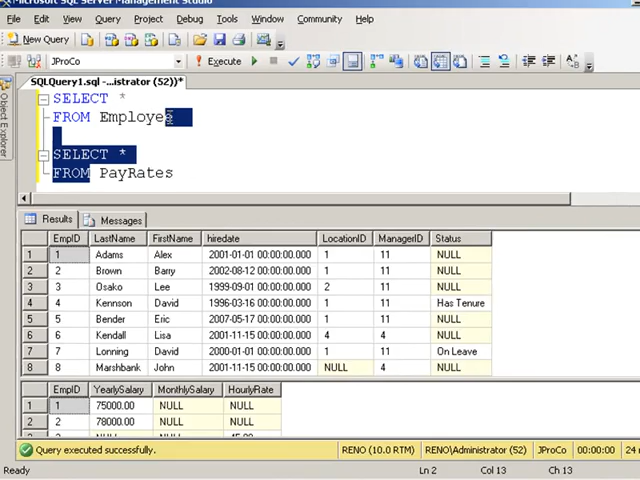 Microsoft SQL Server Management Studio
File Edit View Query Project Debug Tools Window Community Help
New Query
JProCo Execute
Object Explorer
SQLQuery1.sql -...istrator (52))*
SELECT *
FROM Employee
SELECT *
FROM PayRates
Results Messages
EmpID LastName FirstName hiredate LocationID ManagerID Status
1 1 Adams Alex 2001-01-01 00:00:00.000 1 11 NULL
2 2 Brown Barry 2002-08-12 00:00:00.000 1 11 NULL
3 3 Osako Lee 1999-09-01 00:00:00.000 2 11 NULL
4 4 Kennson David 1996-03-16 00:00:00.000 1 11 Has Tenure
5 5 Bender Eric 2007-05-17 00:00:00.000 1 11 NULL
6 6 Kendall Lisa 2001-11-15 00:00:00.000 4 4 NULL
7 7 Lonning David 2000-01-01 00:00:00.000 1 11 On Leave
8 8 Marshbank John 2001-11-15 00:00:00.000 NULL 4 NULL
EmpID YearlySalary MonthlySalary HourlyRate
1 1 75000.00 NULL NULL
2 2 78000.00 NULL NULL
Query executed successfully. RENO (10.0 RTM) RENO\Administrator (52) JProCo 00:00:00 24
Ready Ln 2 Col 13 Ch 13